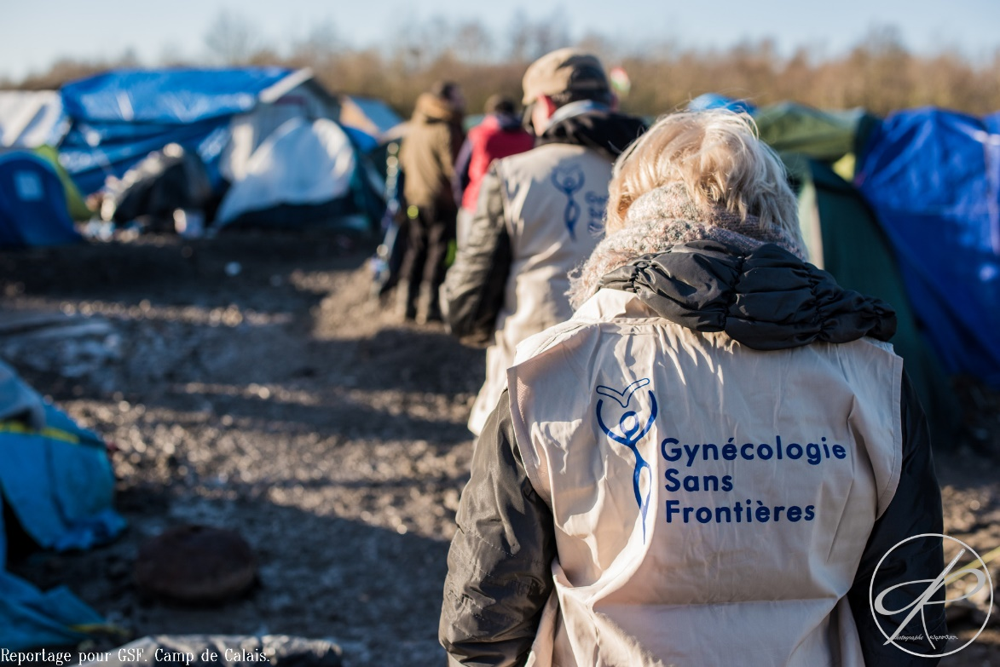 Gynécologie
Sans
Frontières
Reportage pour GSF. Camp de Calais.